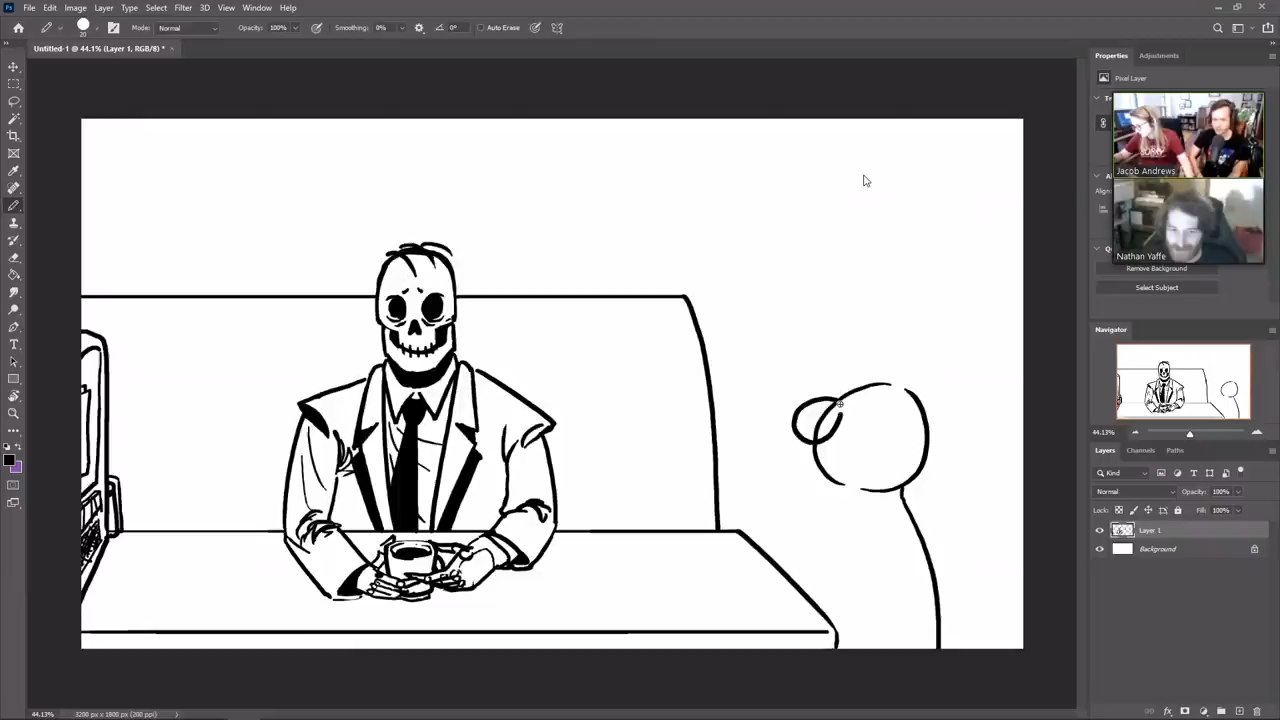 Ps File Edit Image Layer Type Select Filter 3D View Window Help
20 Mode: Normal Opacity: 100% Smoothing: 0% 0° Auto Erase
Untitled-1 @ 44.1% (Layer 1, RGB/8) * ×
Properties Adjustments
Pixel Layer
Jacob Andrews
Nathan Yaffe
Remove Background
Select Subject
Navigator
44.13%
Layers Channels Paths
Kind
Normal Opacity: 100%
Lock: Fill: 100%
Layer 1
Background
44.13% 3200 px x 1800 px (200 ppi)